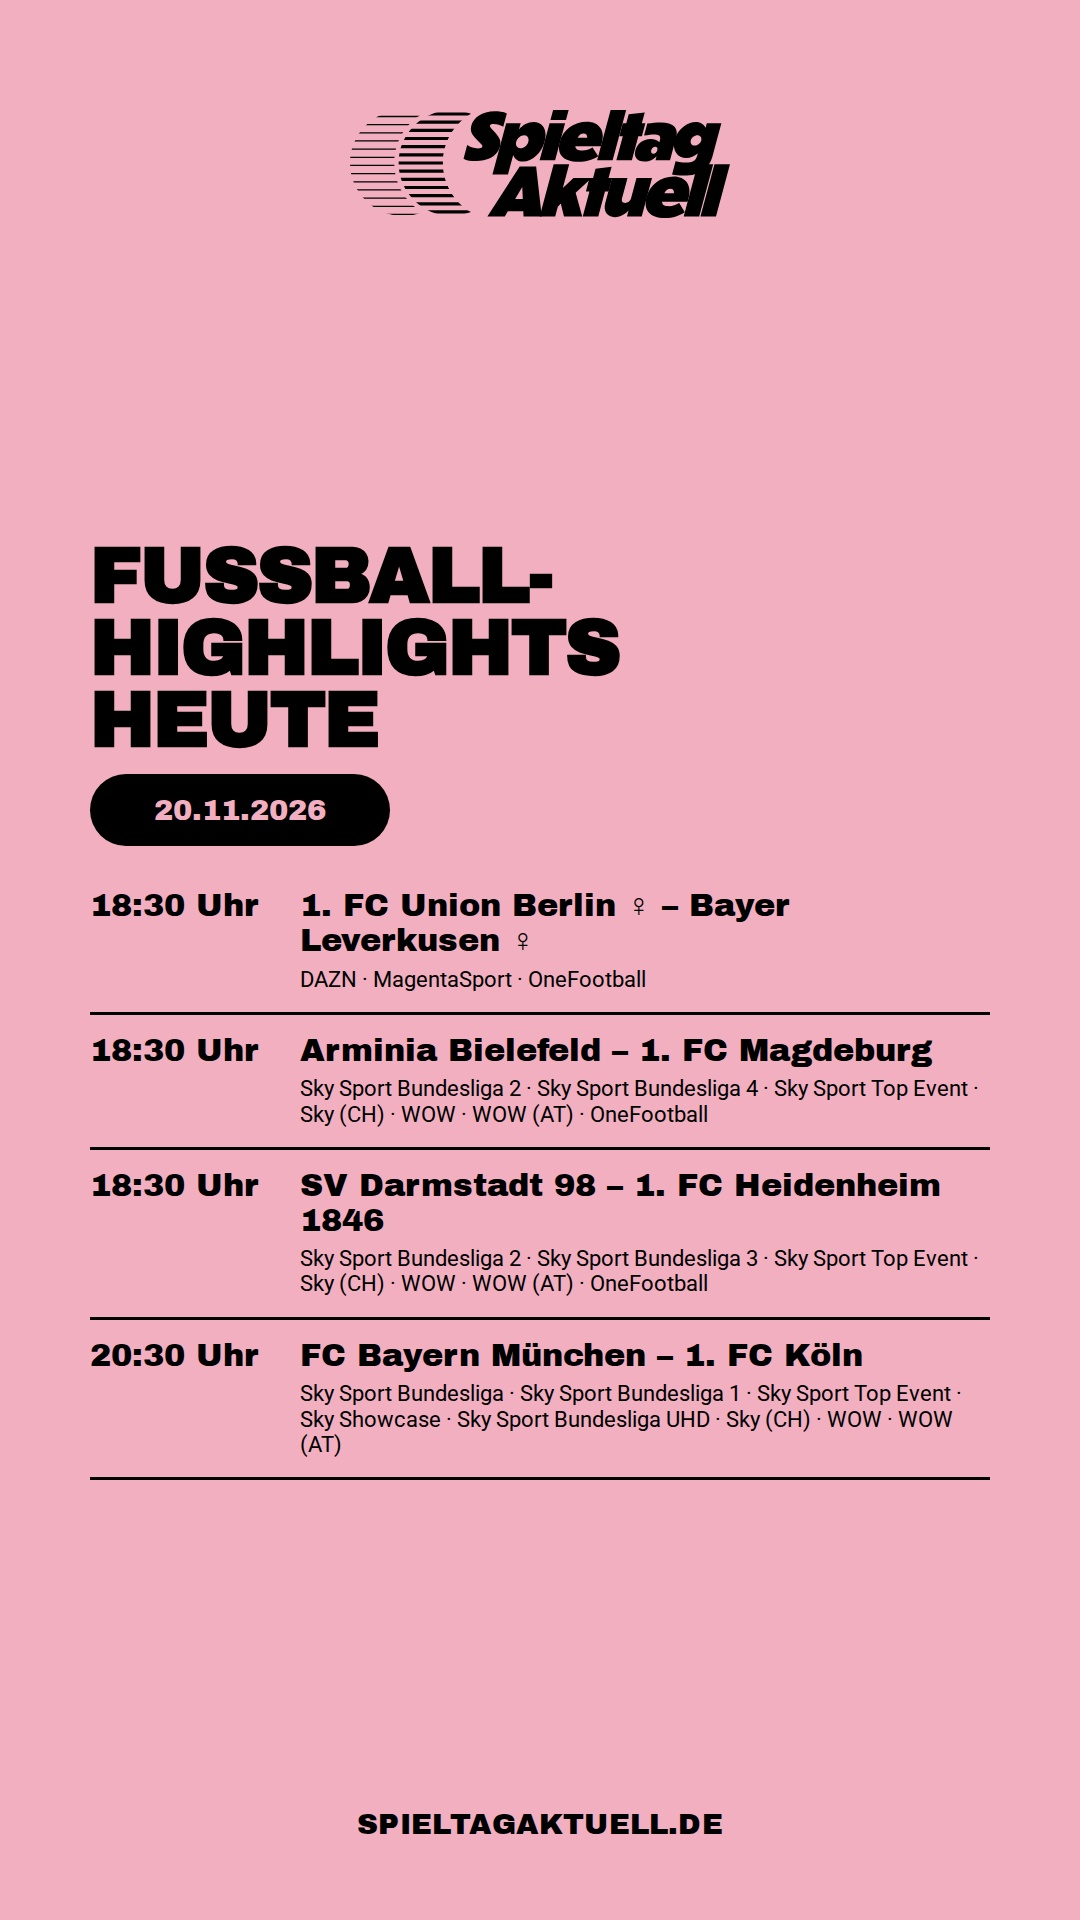 Spieltag
Aktuell
FUSSBALL-
HIGHLIGHTS
HEUTE
20.11.2026
18:30 Uhr 1. FC Union Berlin ♀ – Bayer
Leverkusen ♀
DAZN · MagentaSport · OneFootball
18:30 Uhr Arminia Bielefeld – 1. FC Magdeburg
Sky Sport Bundesliga 2 · Sky Sport Bundesliga 4 · Sky Sport Top Event ·
Sky (CH) · WOW · WOW (AT) · OneFootball
18:30 Uhr SV Darmstadt 98 – 1. FC Heidenheim
1846
Sky Sport Bundesliga 2 · Sky Sport Bundesliga 3 · Sky Sport Top Event ·
Sky (CH) · WOW · WOW (AT) · OneFootball
20:30 Uhr FC Bayern München – 1. FC Köln
Sky Sport Bundesliga · Sky Sport Bundesliga 1 · Sky Sport Top Event ·
Sky Showcase · Sky Sport Bundesliga UHD · Sky (CH) · WOW · WOW
(AT)
SPIELTAGAKTUELL.DE